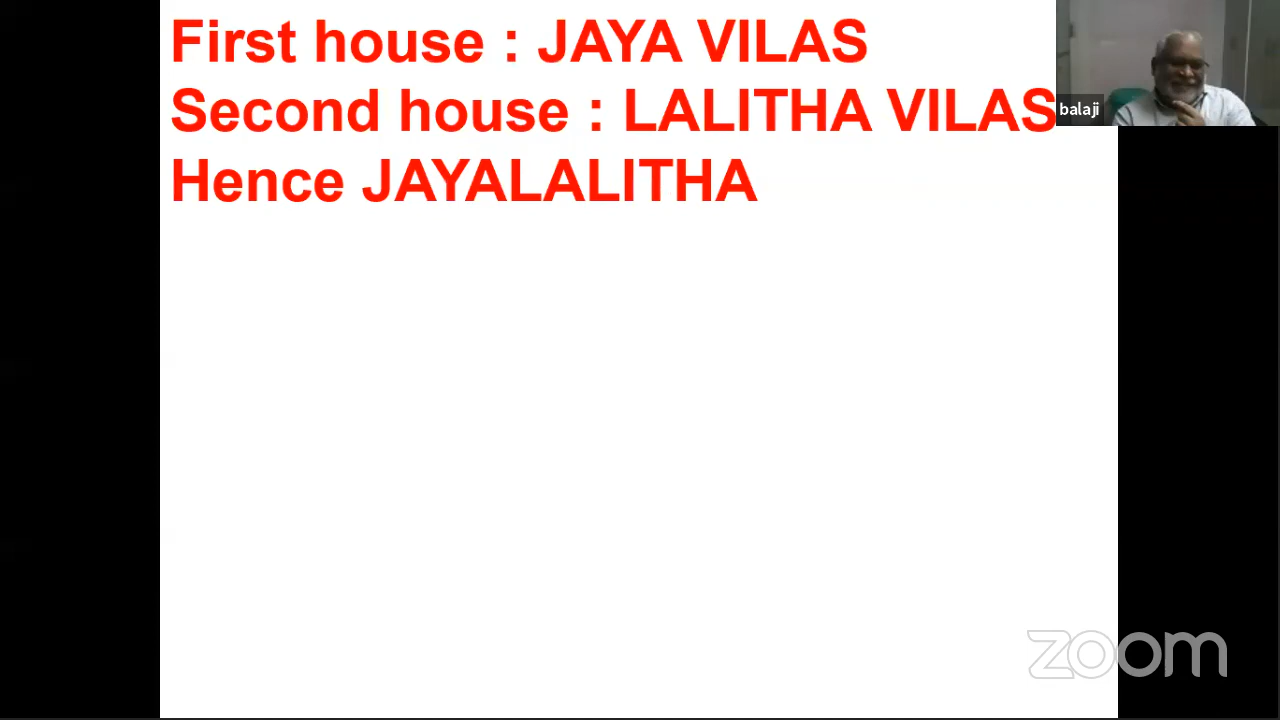 First house : JAYA VILAS
Second house : LALITHA VILAS
Hence JAYALALITHA
balaji
zoom